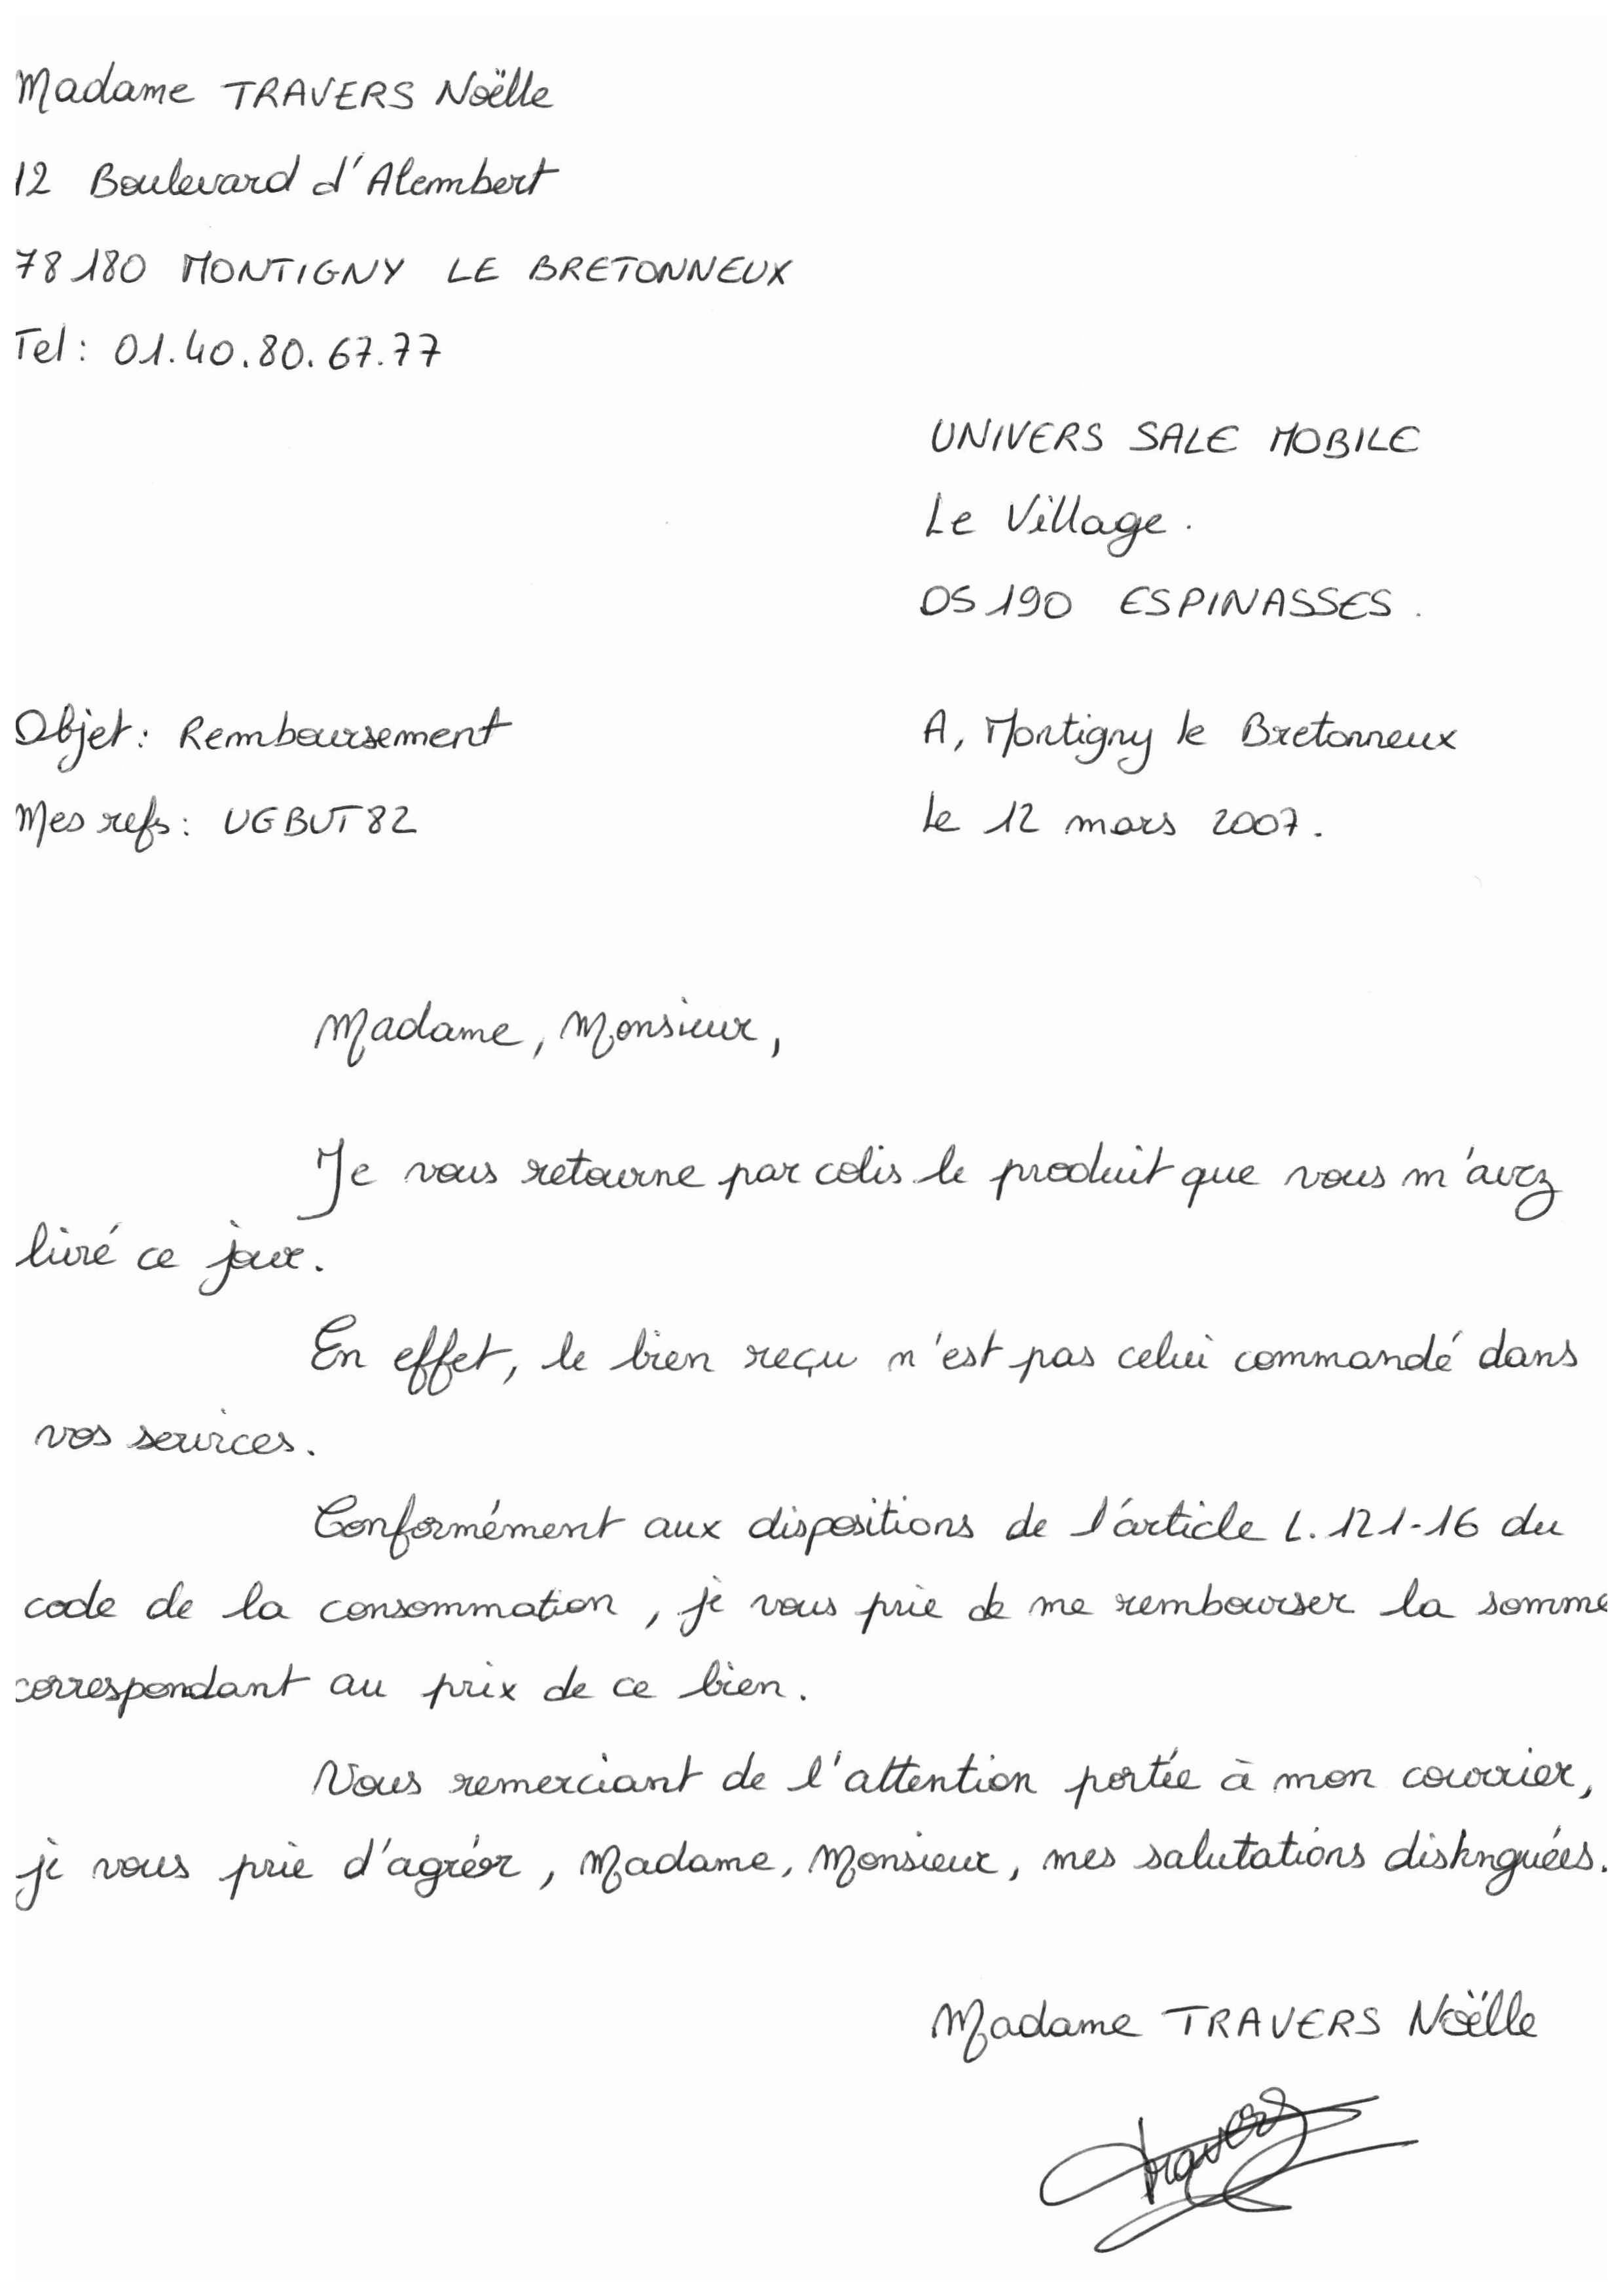 Madame TRAVERS Noëlle
12 Boulevard d'Alembert
78180 MONTIGNY LE BRETONNEUX
Tel : 01.40.80.67.77
UNIVERS SALE MOBILE
Le Village.
05190 ESPINASSES.
Objet : Remboursement
A, Montigny le Bretonneux
Mes refs : UGBUT82
le 12 mars 2007.
Madame, Monsieur,
Je vous retourne par colis le produit que vous m'avez
livré ce jour.
En effet, le bien reçu n'est pas celui commandé dans
vos services.
Conformément aux dispositions de l'article L.121-16 du
code de la consommation, je vous prie de me rembourser la somme
correspondant au prix de ce bien.
Vous remerciant de l'attention portée à mon courrier,
je vous prie d'agréer, Madame, Monsieur, mes salutations distinguées.
Madame TRAVERS Noëlle
Travers